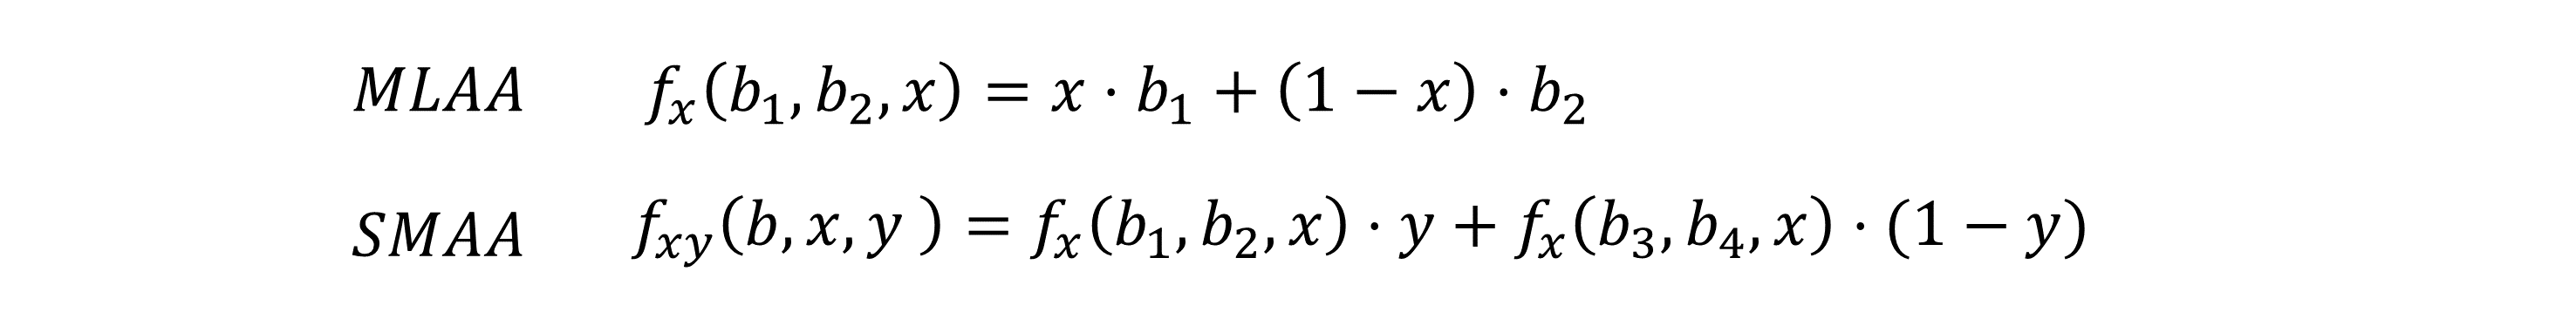 MLAA f_x(b_1, b_2, x) = x · b_1 + (1 − x) · b_2
SMAA f_xy(b, x, y ) = f_x(b_1, b_2, x) · y + f_x(b_3, b_4, x) · (1 − y)